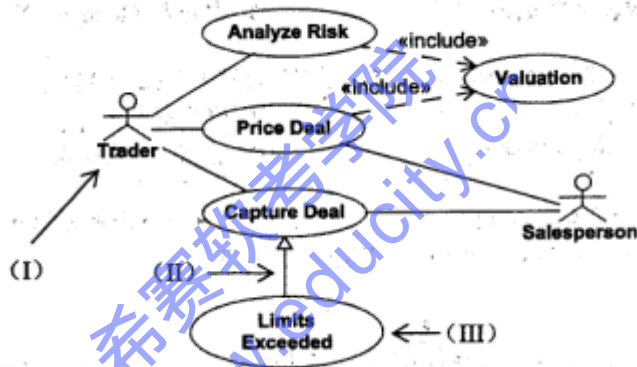 Analyze Risk
«include»
Valuation
«include»
Price Deal
Trader
Capture Deal
Salesperson
(I)
(II)
Limits
Exceeded
(III)
希赛软考学院
www.educity.cn